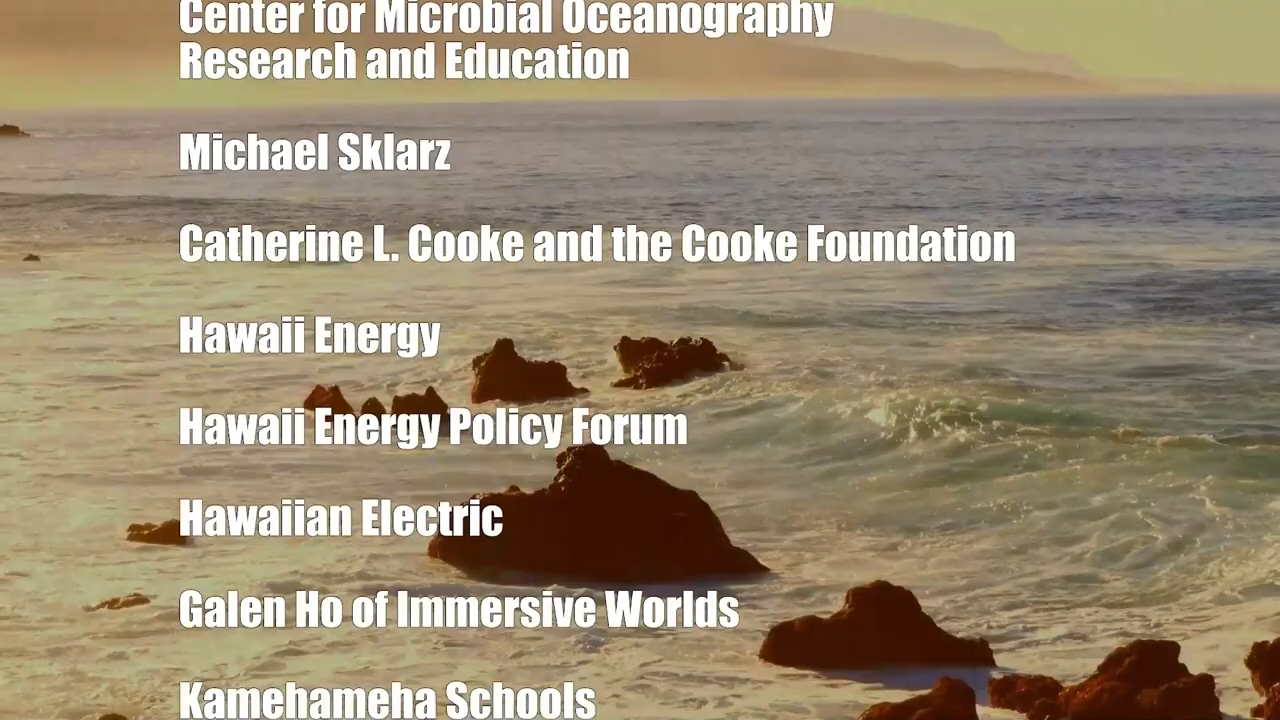 Center for Microbial Oceanography
Research and Education
Michael Sklarz
Catherine L. Cooke and the Cooke Foundation
Hawaii Energy
Hawaii Energy Policy Forum
Hawaiian Electric
Galen Ho of Immersive Worlds
Kamehameha Schools